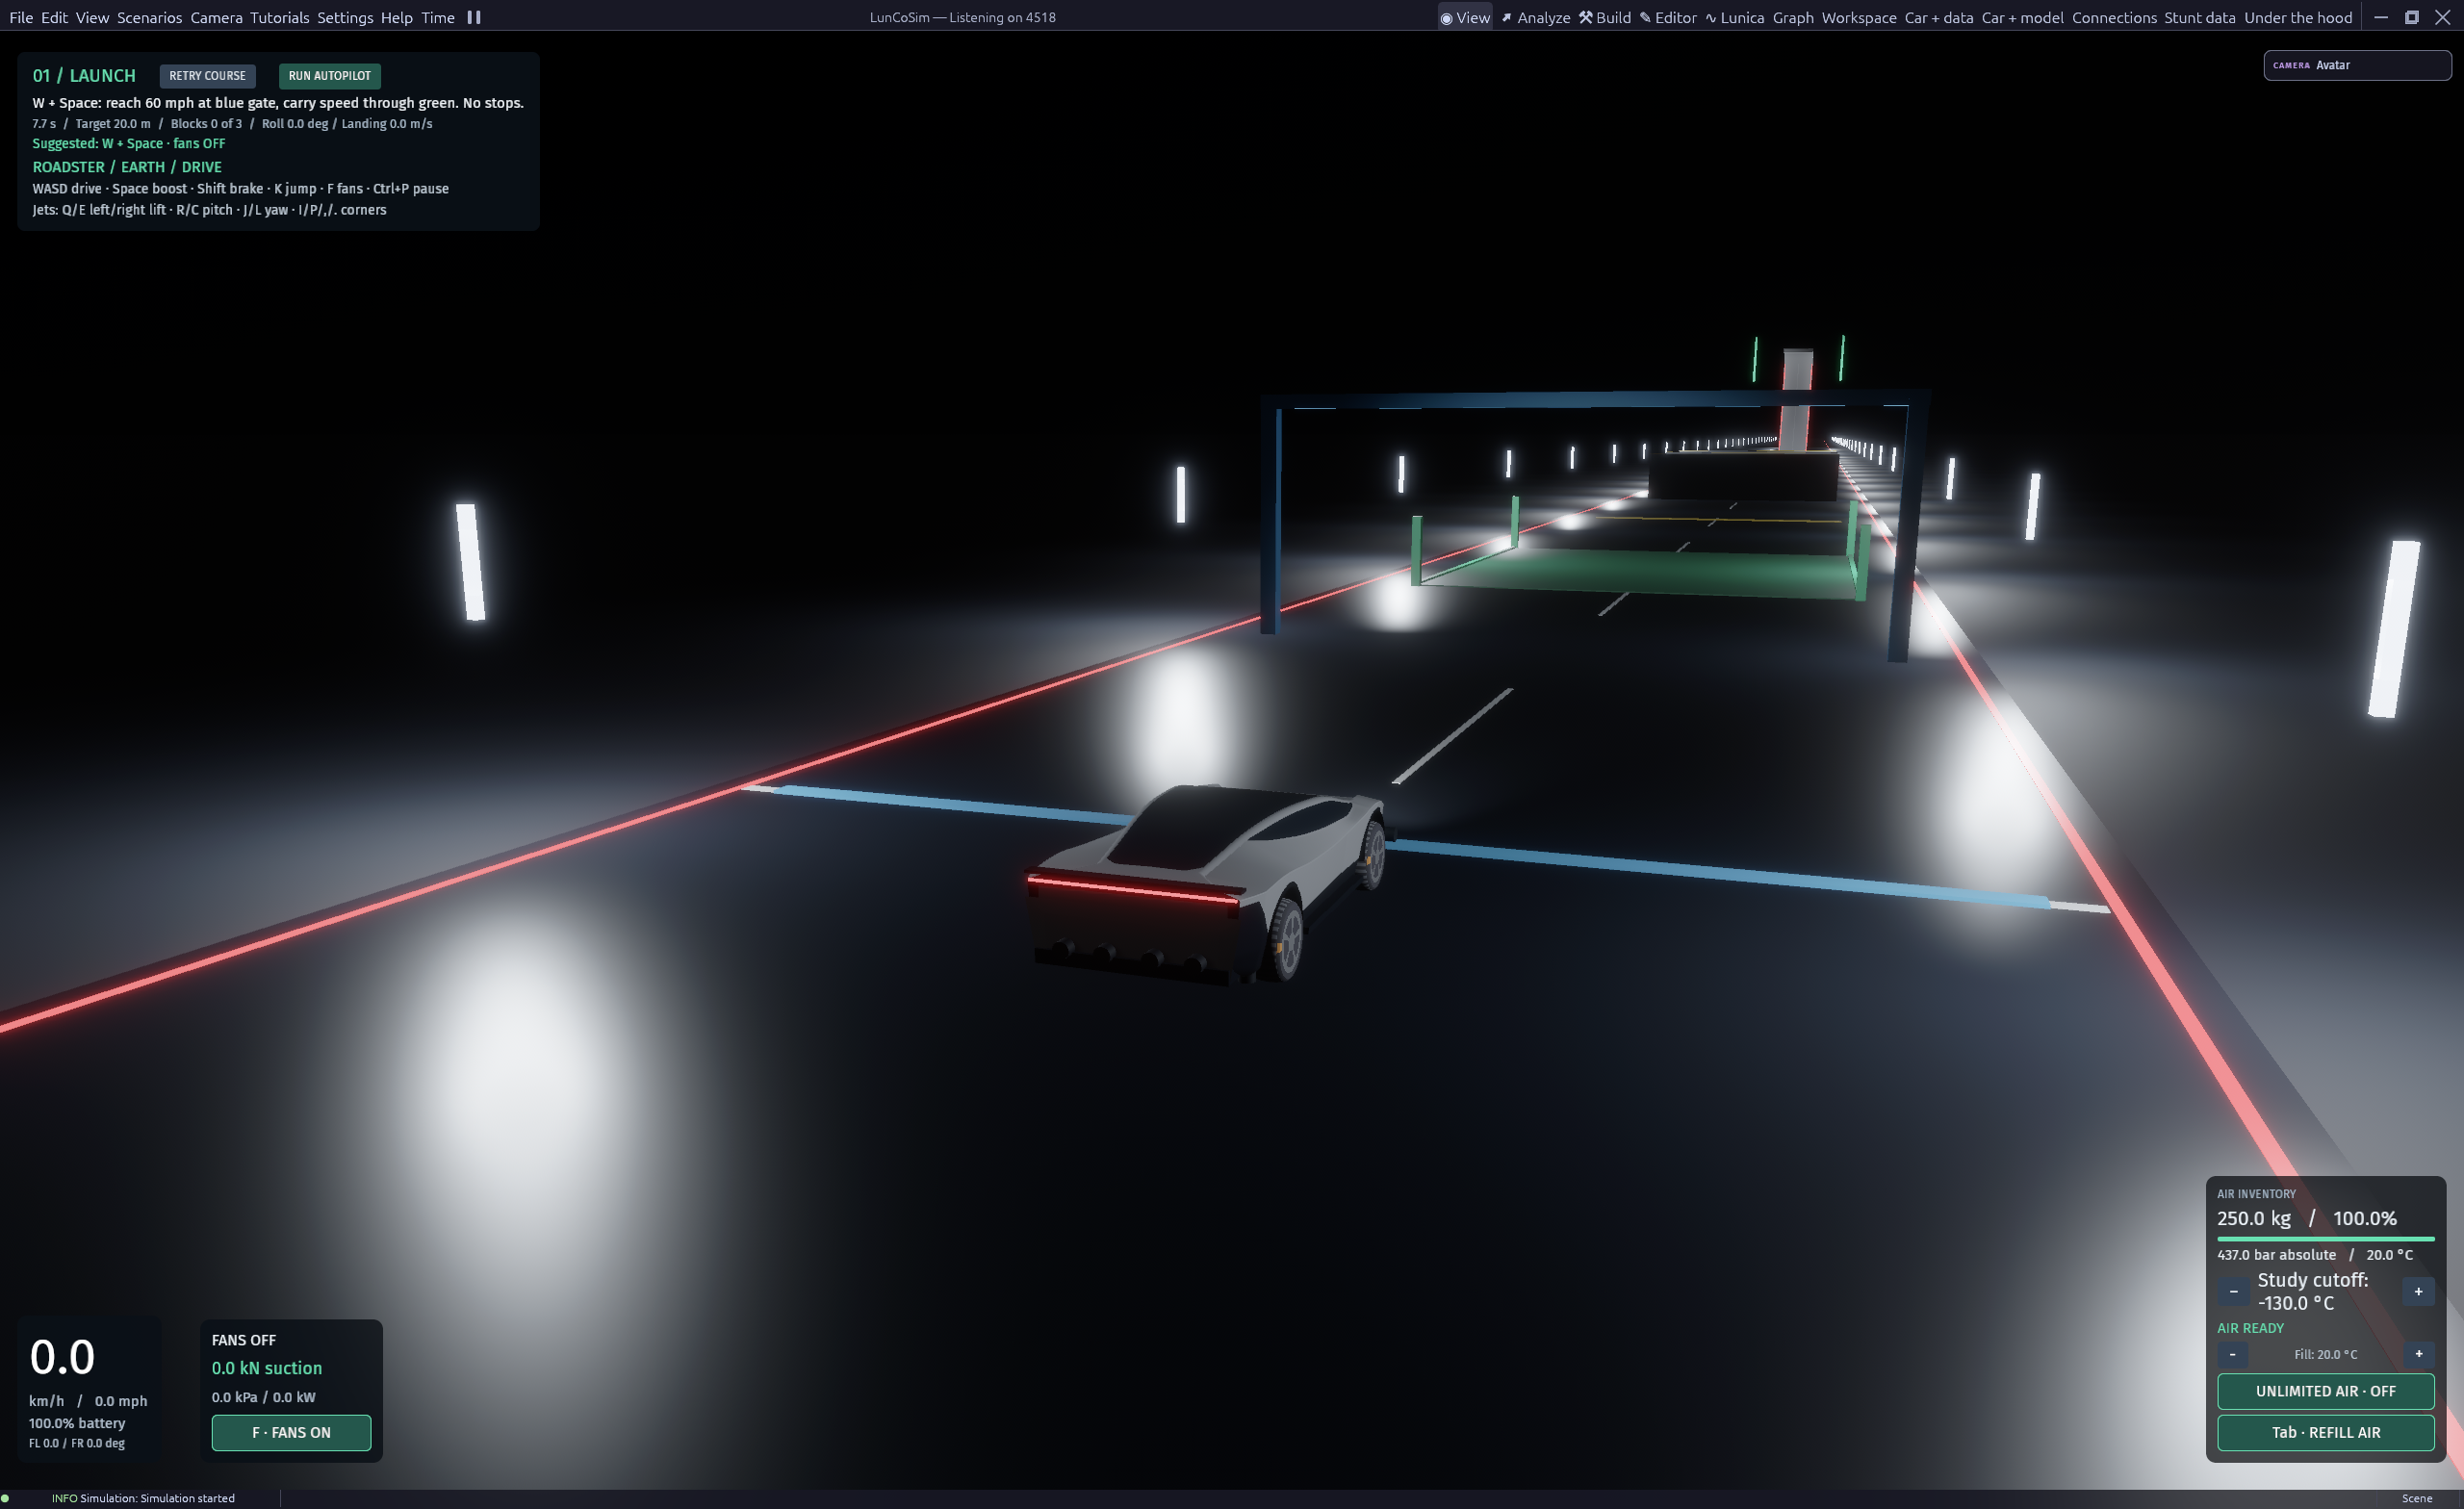 File Edit View Scenarios Camera Tutorials Settings Help Time
LunCoSim — Listening on 4518
View Analyze Build Editor Lunica Graph Workspace Car + data Car + model Connections Stunt data Under the hood
01 / LAUNCH RETRY COURSE RUN AUTOPILOT
W + Space: reach 60 mph at blue gate, carry speed through green. No stops.
7.7 s / Target 20.0 m / Blocks 0 of 3 / Roll 0.0 deg / Landing 0.0 m/s
Suggested: W + Space · fans OFF
ROADSTER / EARTH / DRIVE
WASD drive · Space boost · Shift brake · K jump · F fans · Ctrl+P pause
Jets: Q/E left/right lift · R/C pitch · J/L yaw · I/P/,/. corners
CAMERA Avatar
0.0
km/h / 0.0 mph
100.0% battery
FL 0.0 / FR 0.0 deg
FANS OFF
0.0 kN suction
0.0 kPa / 0.0 kW
F · FANS ON
AIR INVENTORY
250.0 kg / 100.0%
437.0 bar absolute / 20.0 °C
− Study cutoff: +
-130.0 °C
AIR READY
- Fill: 20.0 °C +
UNLIMITED AIR · OFF
Tab · REFILL AIR
INFO Simulation: Simulation started
Scene